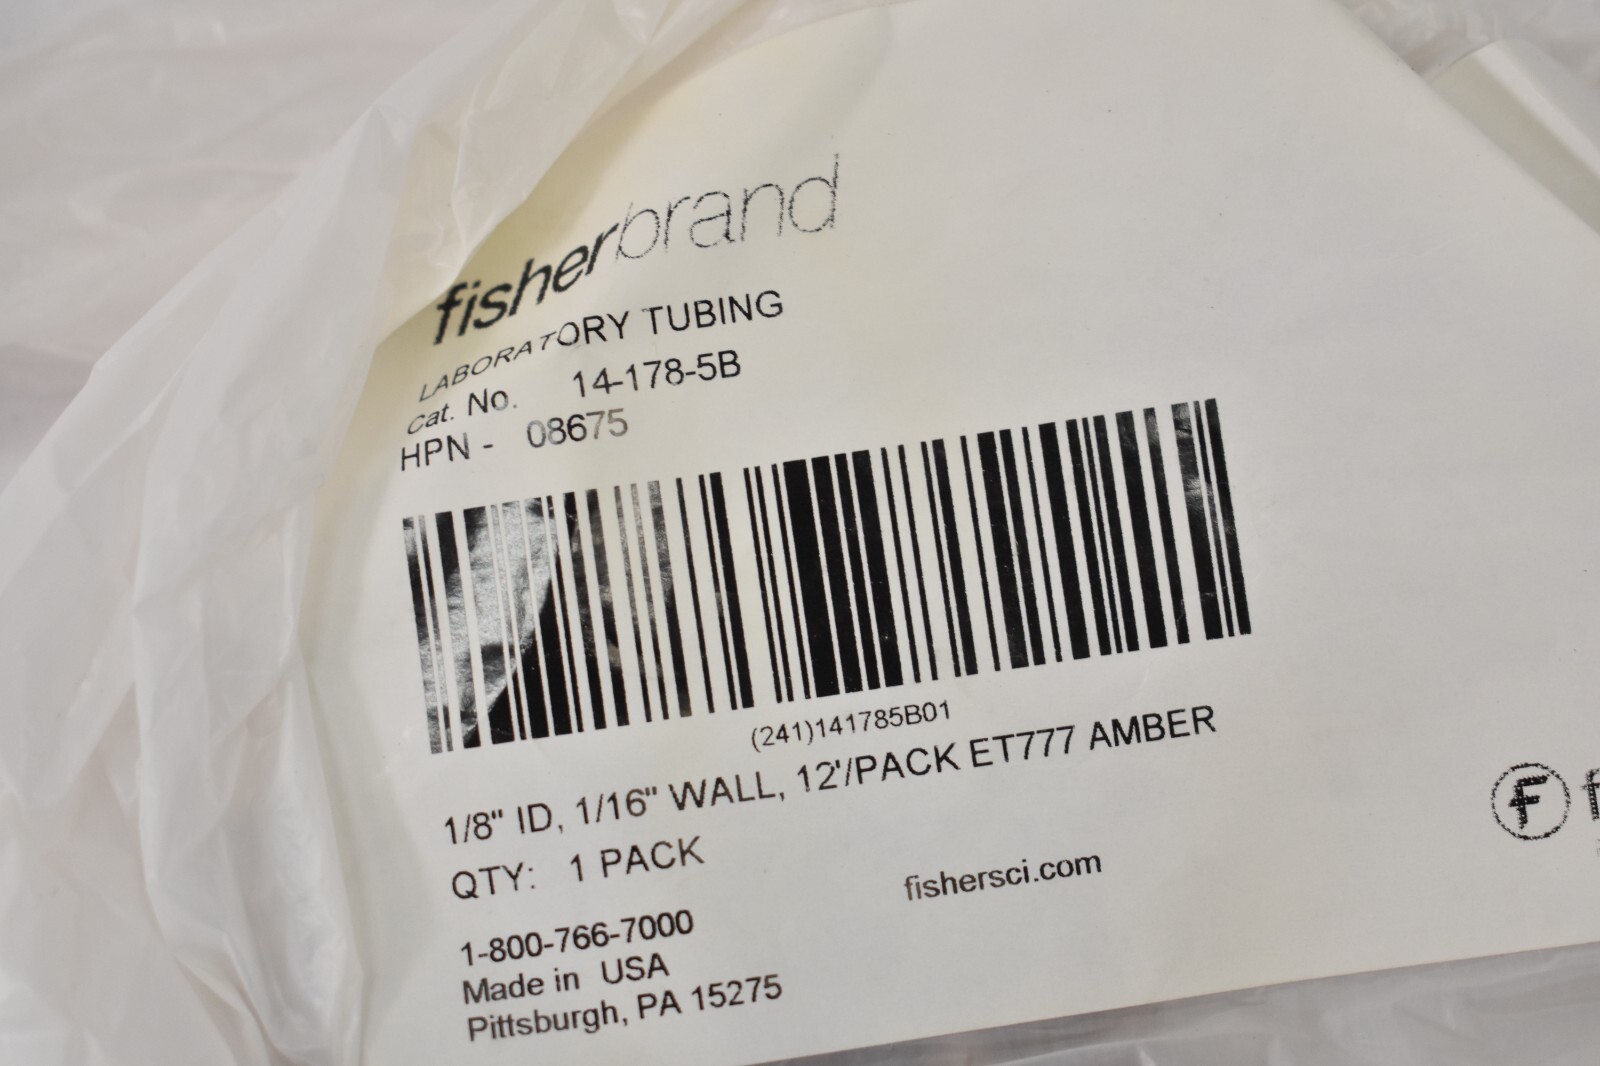 fisherbrand
LABORATORY TUBING
Cat. No. 14-178-5B
HPN - 08675
(241)141785B01
1/8" ID, 1/16" WALL, 12'/PACK ET777 AMBER
QTY: 1 PACK
fishersci.com
F f
1-800-766-7000
Made in USA
Pittsburgh, PA 15275